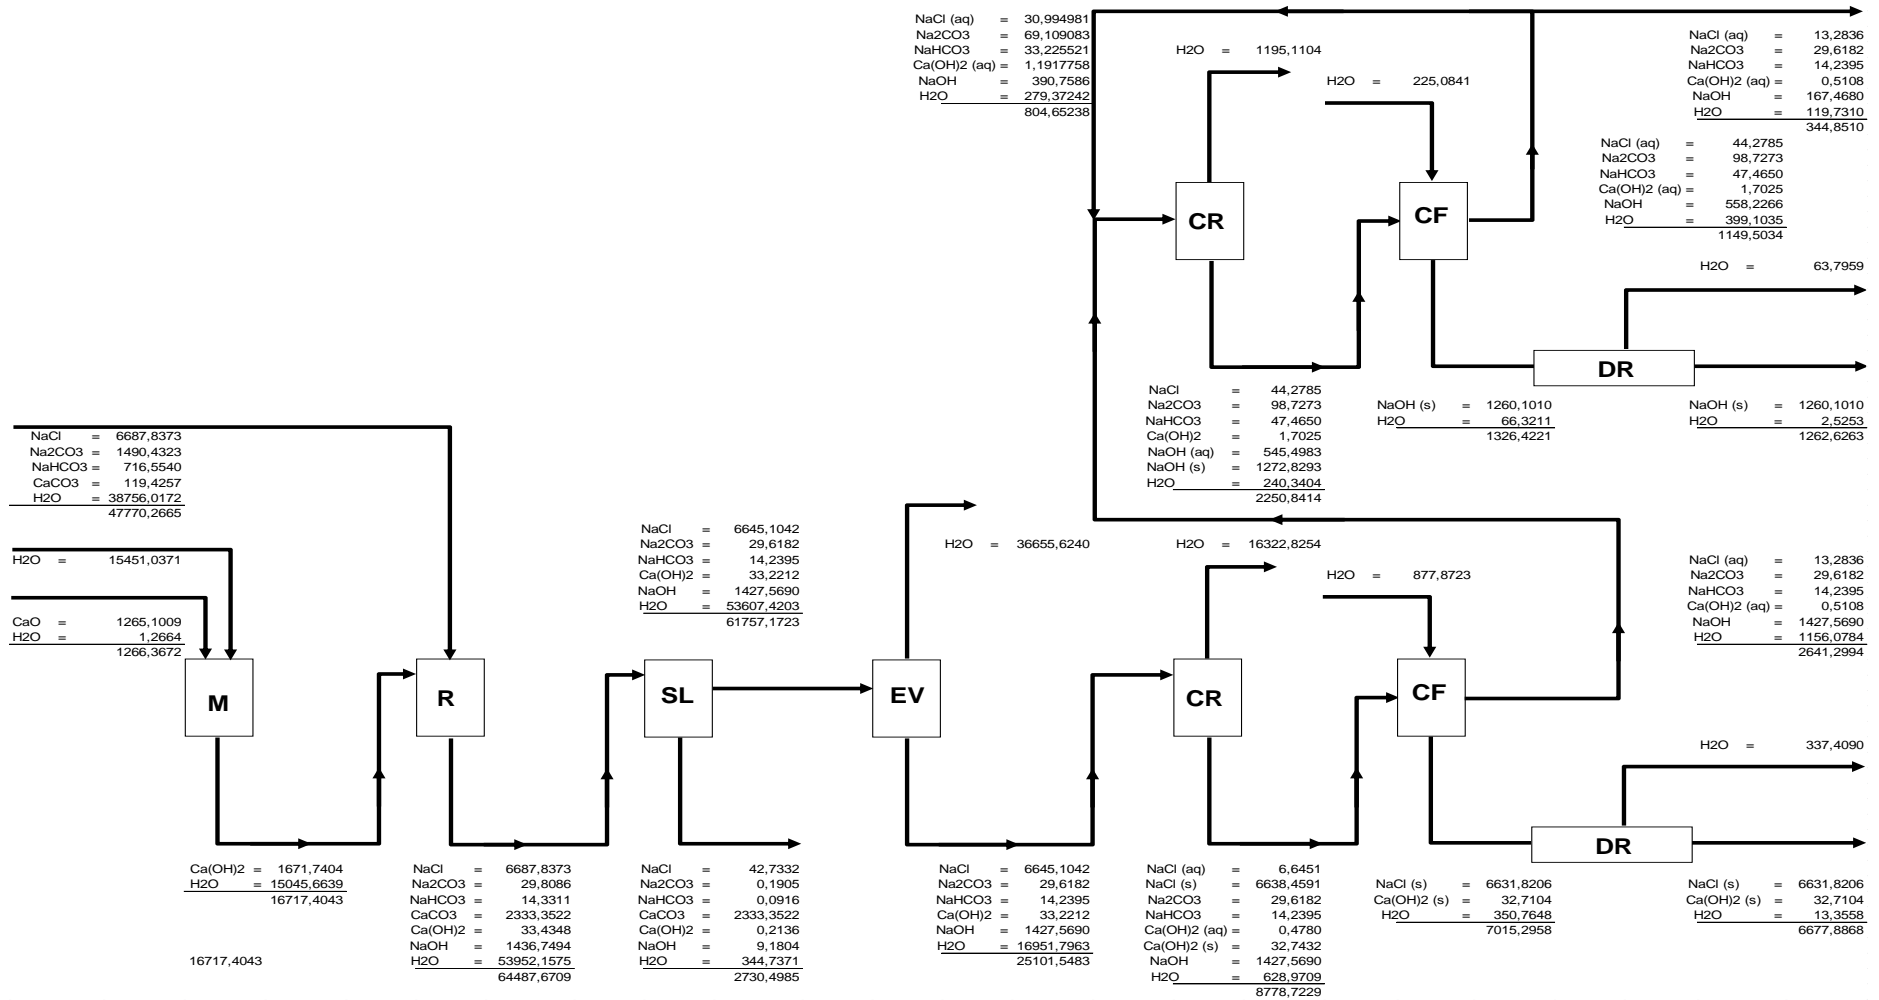 NaCl (aq) = 30,994981
Na2CO3 = 69,109083
NaHCO3 = 33,225521
Ca(OH)2 (aq) = 1,1917758
NaOH = 390,7586
H2O = 279,37242
804,65238
H2O = 1195,1104
H2O = 225,0841
NaCl (aq) = 13,2836
Na2CO3 = 29,6182
NaHCO3 = 14,2395
Ca(OH)2 (aq) = 0,5108
NaOH = 167,4680
H2O = 119,7310
344,8510
NaCl (aq) = 44,2785
Na2CO3 = 98,7273
NaHCO3 = 47,4650
Ca(OH)2 (aq) = 1,7025
NaOH = 558,2266
H2O = 399,1035
1149,5034
CR
CF
H2O = 63,7959
DR
NaCl = 44,2785
Na2CO3 = 98,7273
NaHCO3 = 47,4650
Ca(OH)2 = 1,7025
NaOH (aq) = 545,4983
NaOH (s) = 1272,8293
H2O = 240,3404
2250,8414
NaOH (s) = 1260,1010
H2O = 66,3211
1326,4221
NaOH (s) = 1260,1010
H2O = 2,5253
1262,6263
NaCl = 6687,8373
Na2CO3 = 1490,4323
NaHCO3 = 716,5540
CaCO3 = 119,4257
H2O = 38756,0172
47770,2665
H2O = 15451,0371
CaO = 1265,1009
H2O = 1,2664
1266,3672
NaCl = 6645,1042
Na2CO3 = 29,6182
NaHCO3 = 14,2395
Ca(OH)2 = 33,2212
NaOH = 1427,5690
H2O = 53607,4203
61757,1723
H2O = 36655,6240
H2O = 16322,8254
H2O = 877,8723
NaCl (aq) = 13,2836
Na2CO3 = 29,6182
NaHCO3 = 14,2395
Ca(OH)2 (aq) = 0,5108
NaOH = 1427,5690
H2O = 1156,0784
2641,2994
M
R
SL
EV
CR
CF
H2O = 337,4090
DR
Ca(OH)2 = 1671,7404
H2O = 15045,6639
16717,4043
16717,4043
NaCl = 6687,8373
Na2CO3 = 29,8086
NaHCO3 = 14,3311
CaCO3 = 2333,3522
Ca(OH)2 = 33,4348
NaOH = 1436,7494
H2O = 53952,1575
64487,6709
NaCl = 42,7332
Na2CO3 = 0,1905
NaHCO3 = 0,0916
CaCO3 = 2333,3522
Ca(OH)2 = 0,2136
NaOH = 9,1804
H2O = 344,7371
2730,4985
NaCl = 6645,1042
Na2CO3 = 29,6182
NaHCO3 = 14,2395
Ca(OH)2 = 33,2212
NaOH = 1427,5690
H2O = 16951,7963
25101,5483
NaCl (aq) = 6,6451
NaCl (s) = 6638,4591
Na2CO3 = 29,6182
NaHCO3 = 14,2395
Ca(OH)2 (aq) = 0,4780
Ca(OH)2 (s) = 32,7432
NaOH = 1427,5690
H2O = 628,9709
8778,7229
NaCl (s) = 6631,8206
Ca(OH)2 (s) = 32,7104
H2O = 350,7648
7015,2958
NaCl (s) = 6631,8206
Ca(OH)2 (s) = 32,7104
H2O = 13,3558
6677,8868